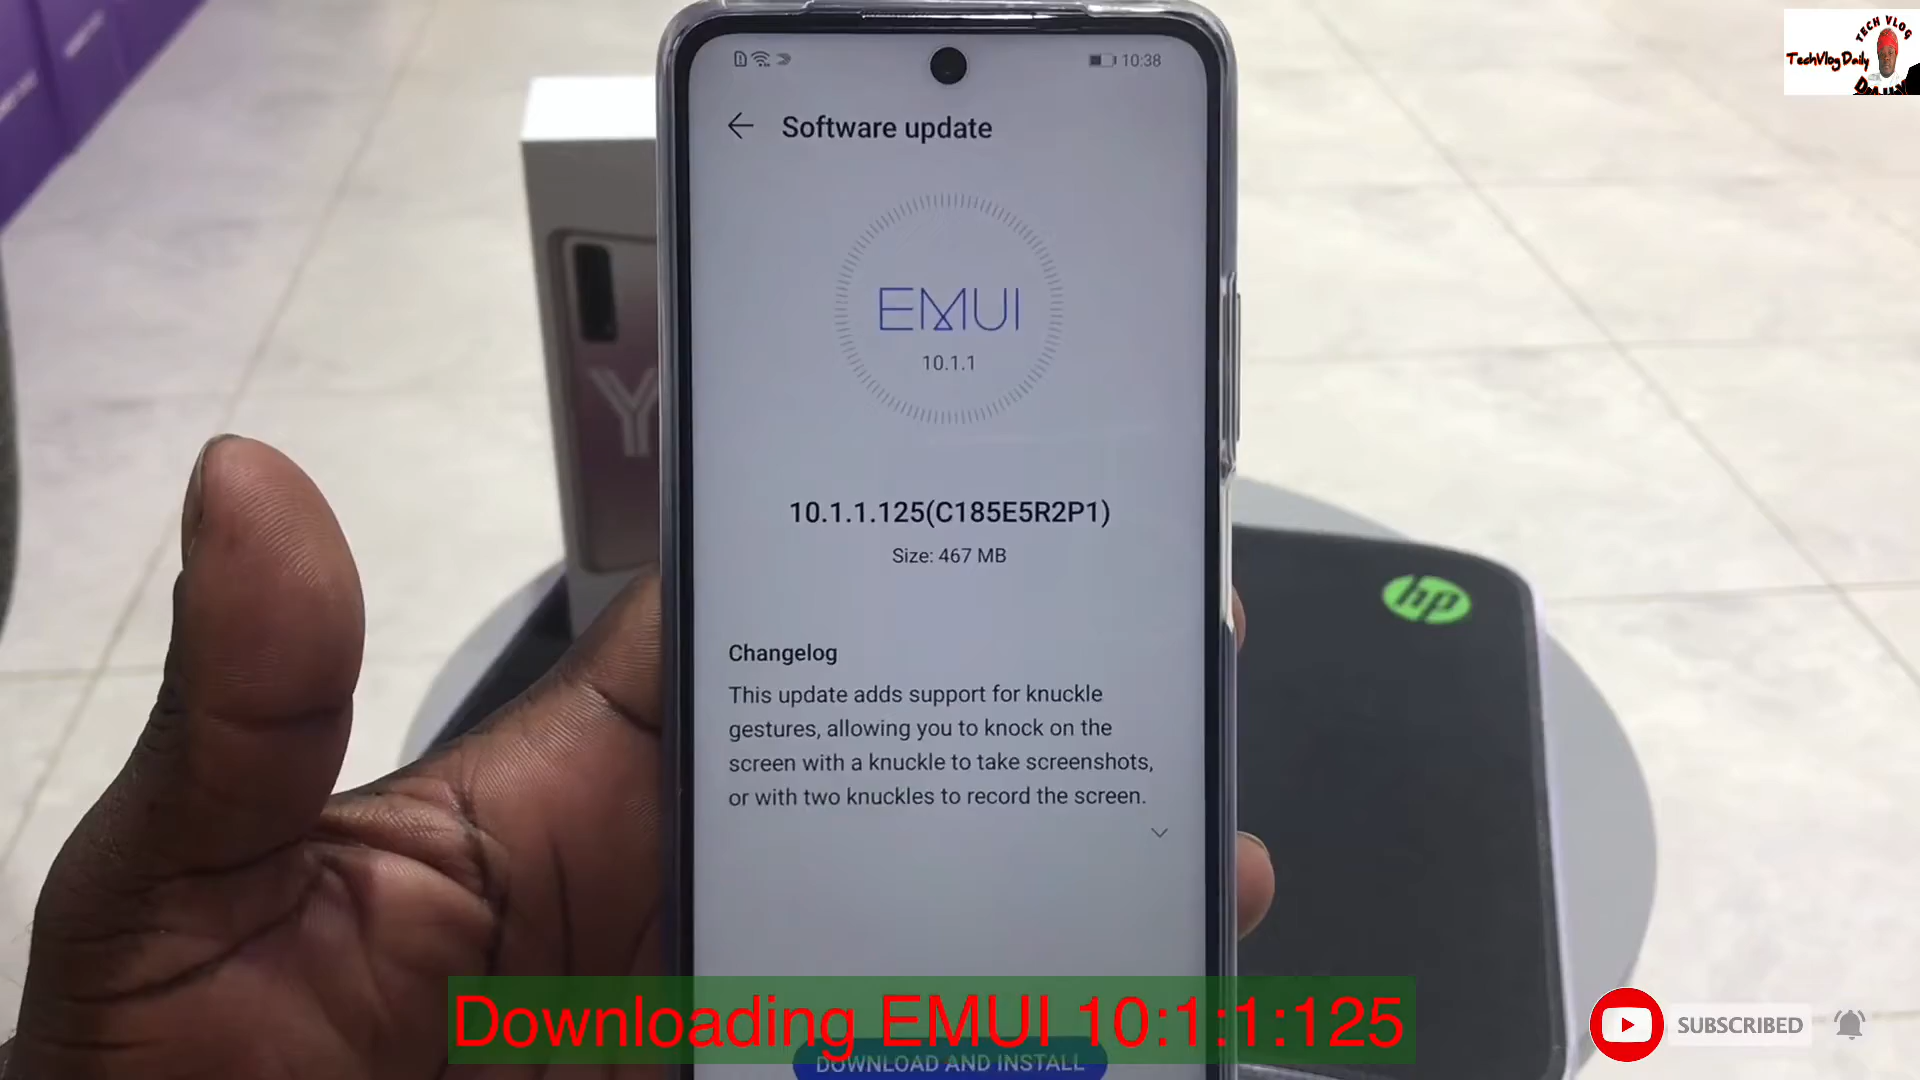 10:38
TECH VLOG
TechVlogDaily
Software update
EMUI
10.1.1
Y
10.1.1.125(C185E5R2P1)
Size: 467 MB
hp
Changelog
This update adds support for knuckle
gestures, allowing you to knock on the
screen with a knuckle to take screenshots,
or with two knuckles to record the screen.
Downloading EMUI 10:1:1:125
SUBSCRIBED
DOWNLOAD AND INSTALL